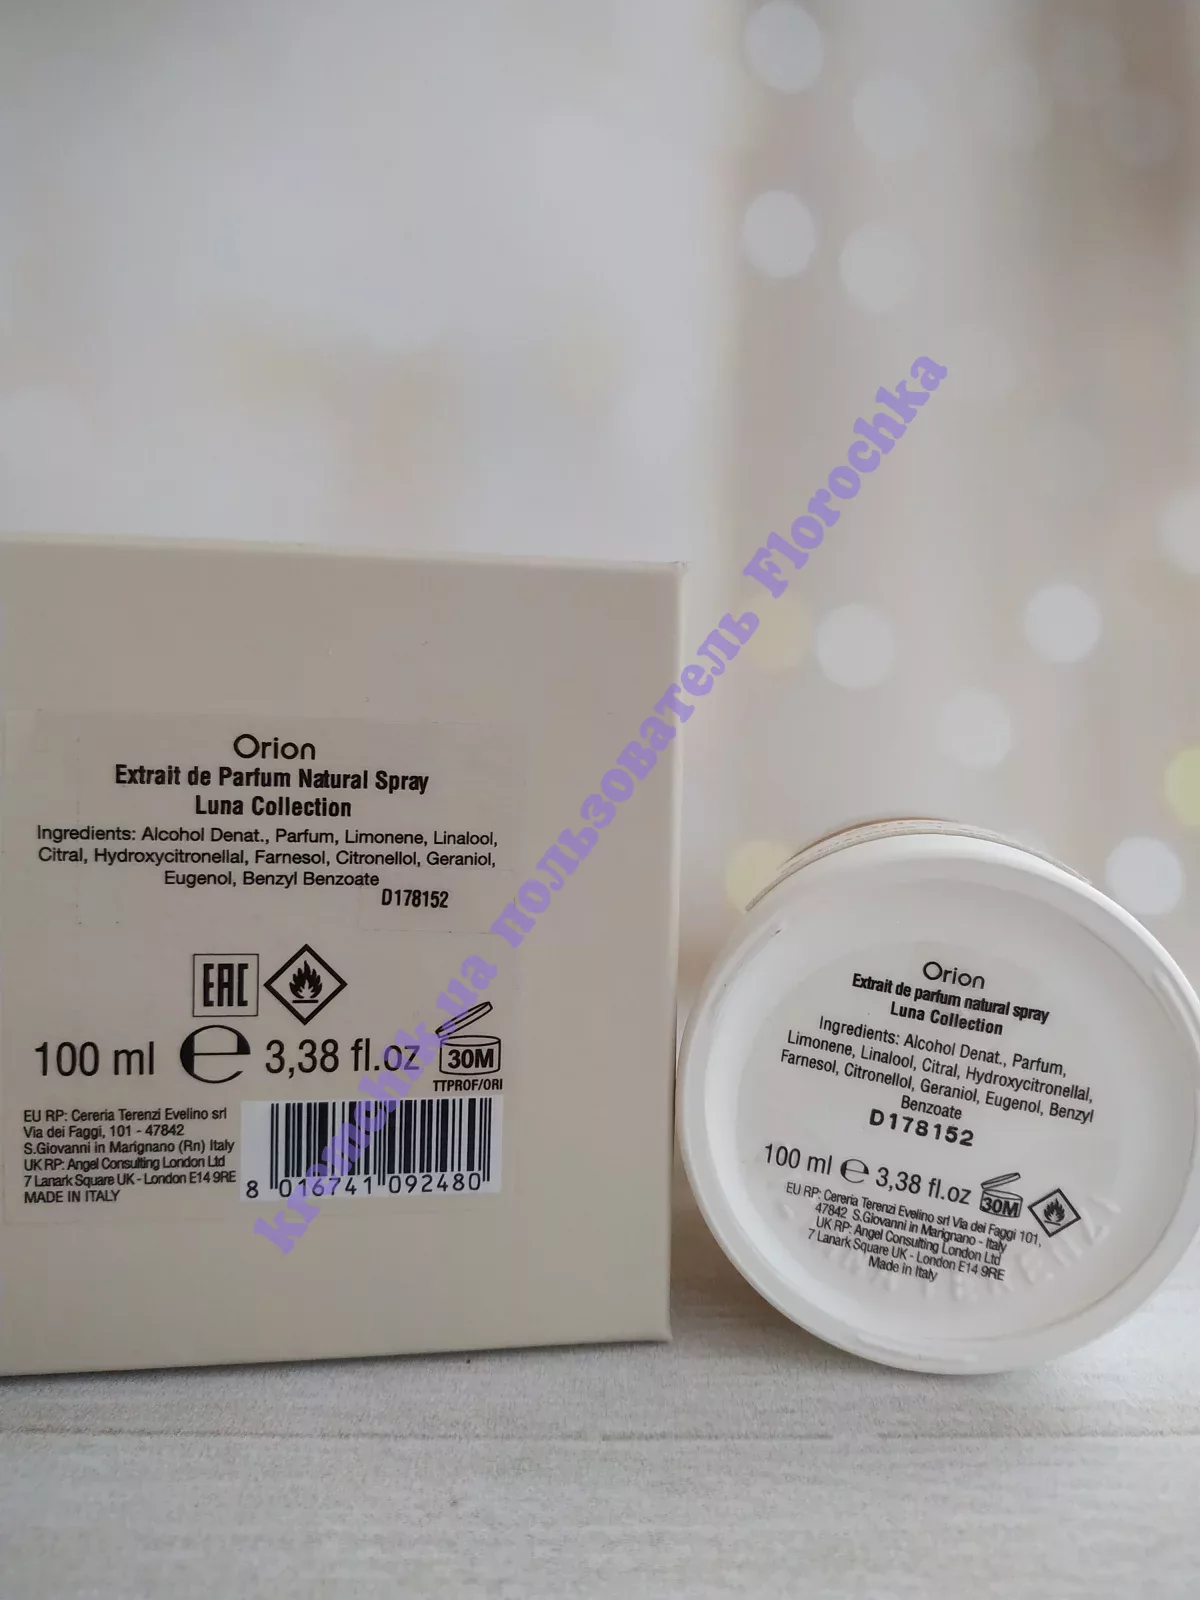 Orion
Extrait de Parfum Natural Spray
Luna Collection
Ingredients: Alcohol Denat., Parfum, Limonene, Linalool,
Citral, Hydroxycitronellal, Farnesol, Citronellol, Geraniol,
Eugenol, Benzyl Benzoate
D178152
EAC
100 ml e 3,38 fl.oz 30M
TTPROF/ORI
EU RP: Cereria Terenzi Evelino srl
Via dei Faggi, 101 - 47842
S.Giovanni in Marignano (Rn) Italy
UK RP: Angel Consulting London Ltd
7 Lanark Square UK - London E14 9RE
MADE IN ITALY
8 016741 092480
Orion
Extrait de parfum natural spray
Luna Collection
Ingredients: Alcohol Denat., Parfum,
Limonene, Linalool, Citral, Hydroxycitronellal,
Farnesol, Citronellol, Geraniol, Eugenol, Benzyl
Benzoate
D178152
100 ml e 3,38 fl.oz 30M
EU RP: Cereria Terenzi Evelino srl Via dei Faggi 101,
47842 S.Giovanni in Marignano - Italy
UK RP: Angel Consulting London Ltd
7 Lanark Square UK - London E14 9RE
Made in Italy
kremchik.ua пользователь Florochka